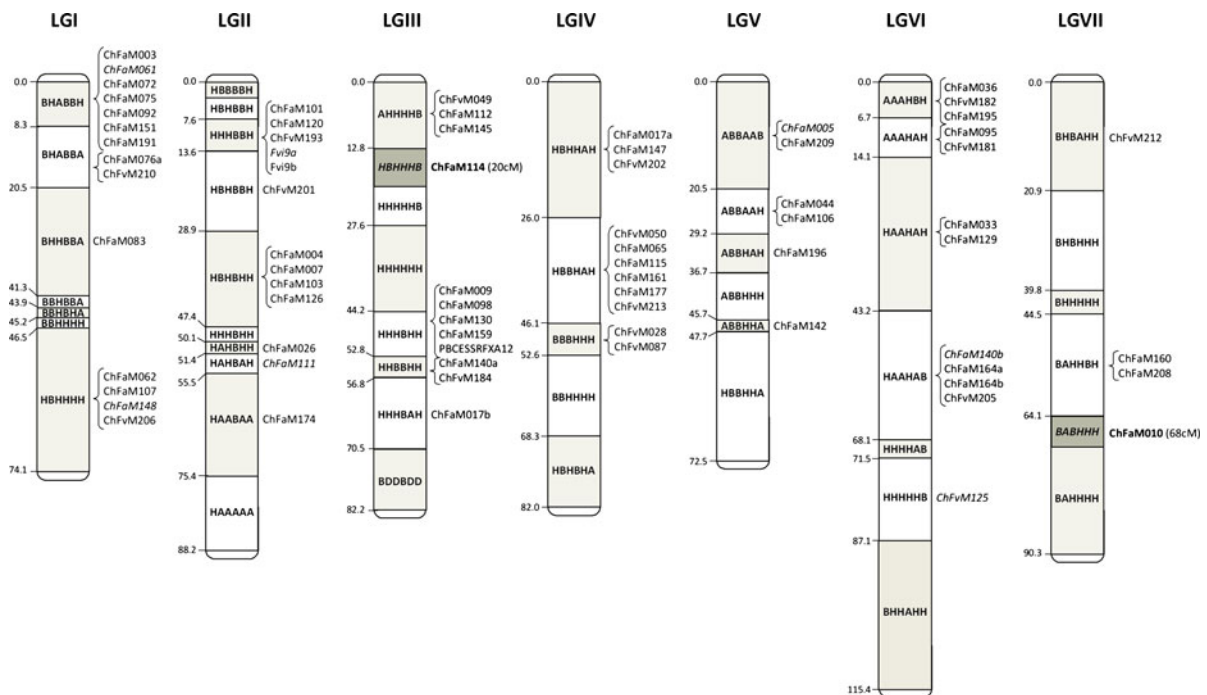 LGI
0.0
8.3
20.5
41.3
43.9
45.2
46.5
74.1
BHABBH
BHABBA
BHHBBA
BBHBBA
BBHBHA
BBHHHH
HBHHHH
ChFaM003
ChFaM061
ChFaM072
ChFaM075
ChFaM092
ChFaM151
ChFaM191
ChFaM076a
ChFvM210
ChFaM083
ChFaM062
ChFaM107
ChFaM148
ChFvM206
LGII
0.0
7.6
13.6
28.9
47.4
50.1
51.4
55.5
75.4
88.2
HBBBBH
HBHBBH
HHHBBH
HBHBBH
HBHBHH
HHHBHH
HAHBHH
HAHBAH
HAABAA
HAAAAA
ChFaM101
ChFaM120
ChFvM193
Fvi9a
Fvi9b
ChFvM201
ChFaM004
ChFaM007
ChFaM103
ChFaM126
ChFaM026
ChFaM111
ChFaM174
LGIII
0.0
12.8
27.6
44.2
52.8
56.8
70.5
82.2
AHHHHB
HBHHHB
HHHHHB
HHHHHH
HHHBHH
HHBBHH
HHHBAH
BDDBDD
ChFvM049
ChFaM112
ChFaM145
ChFaM114 (20cM)
ChFaM009
ChFaM098
ChFaM130
ChFaM159
PBCESSRFXA12
ChFaM140a
ChFvM184
ChFaM017b
LGIV
0.0
26.0
46.1
52.6
68.3
82.0
HBHHAH
HBBHAH
BBBHHH
BBHHHH
HBHBHA
ChFaM017a
ChFaM147
ChFvM202
ChFvM050
ChFaM065
ChFaM115
ChFaM161
ChFaM177
ChFvM213
ChFvM028
ChFvM087
LGV
0.0
20.5
29.2
36.7
45.7
47.7
72.5
ABBAAB
ABBAAH
ABBHAH
ABBHHH
ABBHHA
HBBHHA
ChFaM005
ChFaM209
ChFaM044
ChFaM106
ChFaM196
ChFaM142
LGVI
0.0
6.7
14.1
43.2
68.1
71.5
87.1
115.4
AAAHBH
AAAHAH
HAAHAH
HAAHAB
HHHHAB
HHHHHB
BHHAHH
ChFaM036
ChFvM182
ChFaM195
ChFaM095
ChFvM181
ChFaM033
ChFaM129
ChFaM140b
ChFaM164a
ChFaM164b
ChFvM205
ChFvM125
LGVII
0.0
20.9
39.8
44.5
64.1
90.3
BHBAHH
BHBHHH
BHHHHH
BAHHBH
BABHHH
BAHHHH
ChFvM212
ChFaM160
ChFaM208
ChFaM010 (68cM)